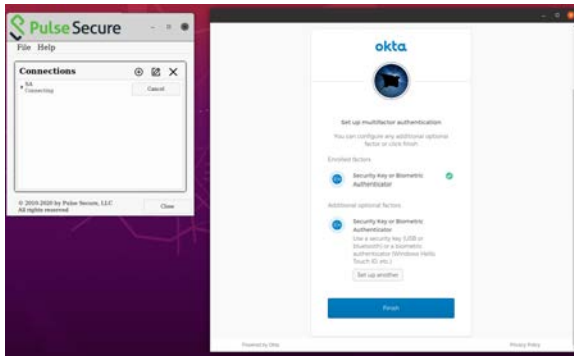 Pulse Secure
File Help
Connections
SA
Connecting
Cancel
© 2010-2020 by Pulse Secure, LLC
All rights reserved
Close
okta
Set up multifactor authentication
You can configure any additional optional
factor or click finish
Enrolled factors
Security Key or Biometric
Authenticator
Additional optional factors
Security Key or Biometric
Authenticator
Use a security key (USB or
bluetooth) or a biometric
authenticator (Windows Hello,
Touch ID, etc.)
Set up another
Finish
Powered by Okta
Privacy Policy